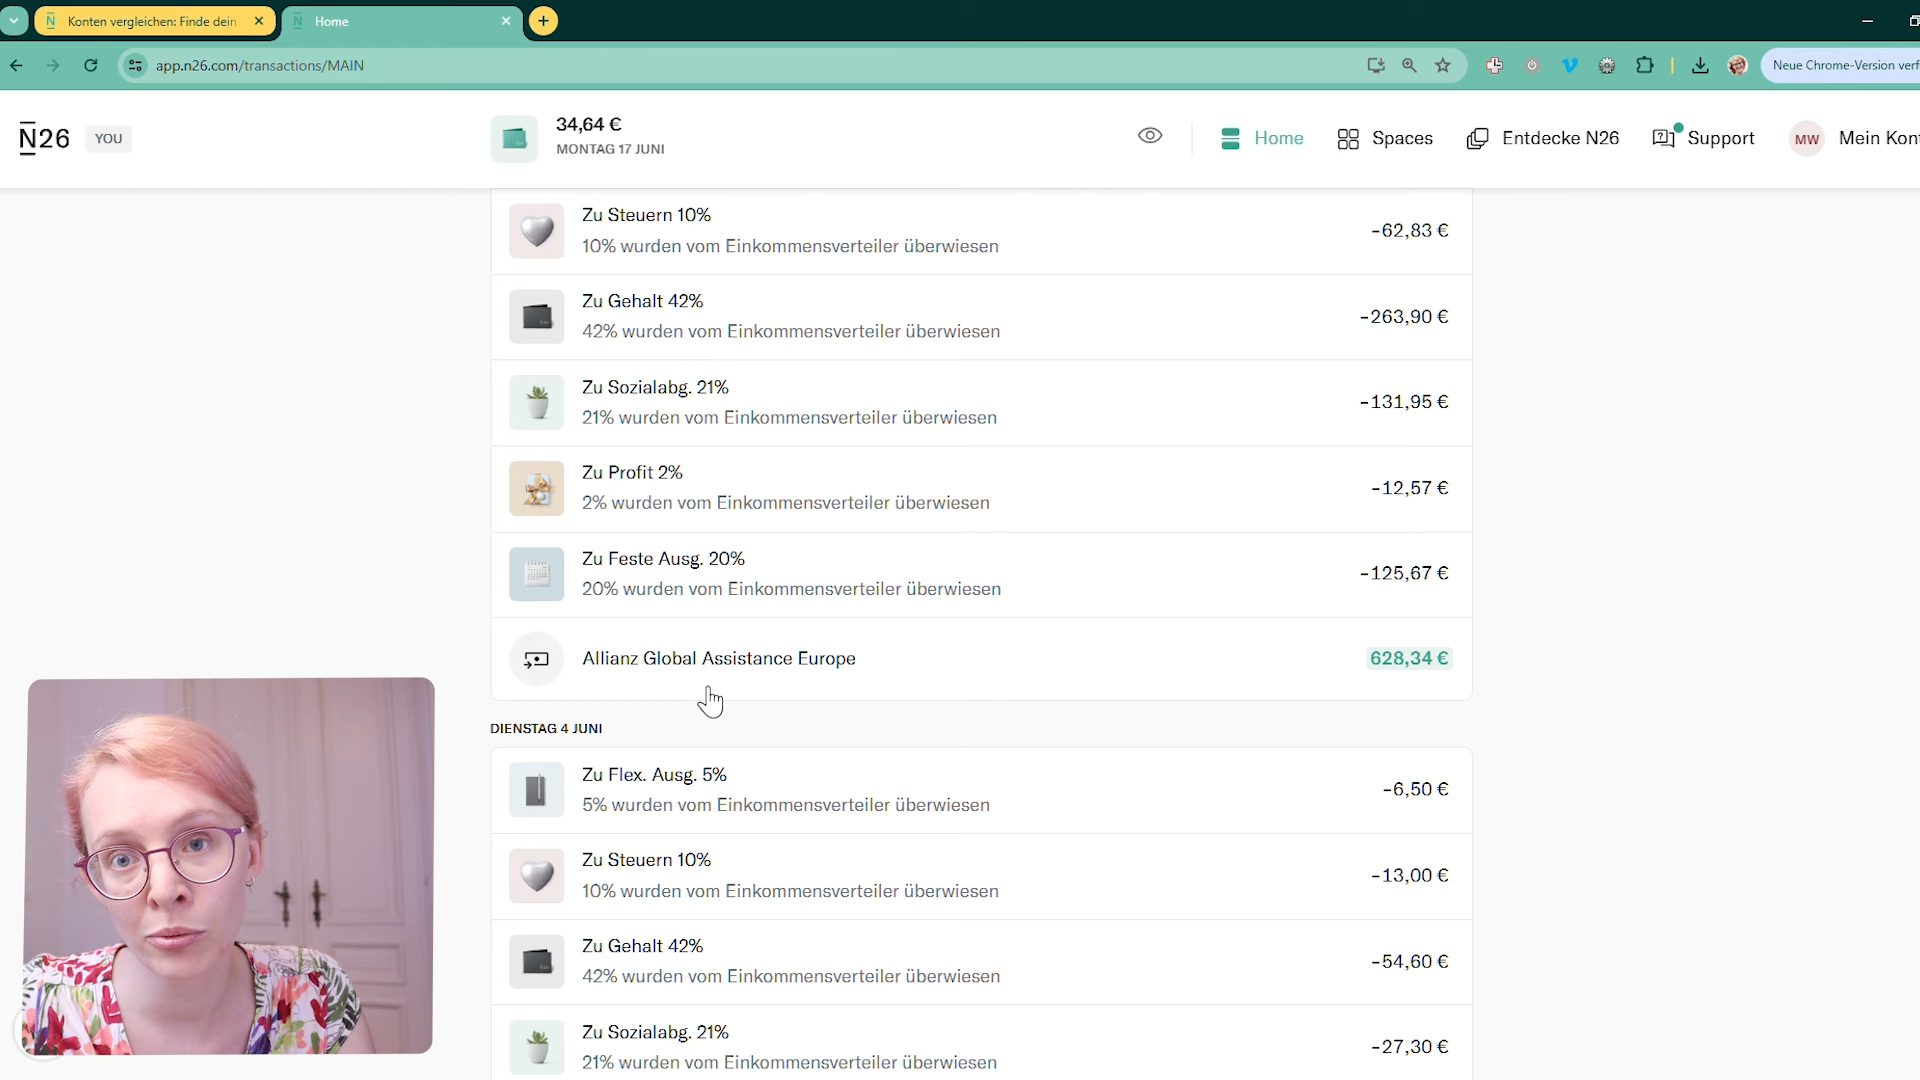 Konten vergleichen: Finde dein
Home
app.n26.com/transactions/MAIN
Neue Chrome-Version verf
N26
YOU
34,64 €
MONTAG 17 JUNI
Home
Spaces
Entdecke N26
Support
MW
Mein Kont
Zu Steuern 10%
10% wurden vom Einkommensverteiler überwiesen
-62,83 €
Zu Gehalt 42%
42% wurden vom Einkommensverteiler überwiesen
-263,90 €
Zu Sozialabg. 21%
21% wurden vom Einkommensverteiler überwiesen
-131,95 €
Zu Profit 2%
2% wurden vom Einkommensverteiler überwiesen
-12,57 €
Zu Feste Ausg. 20%
20% wurden vom Einkommensverteiler überwiesen
-125,67 €
Allianz Global Assistance Europe
628,34 €
DIENSTAG 4 JUNI
Zu Flex. Ausg. 5%
5% wurden vom Einkommensverteiler überwiesen
-6,50 €
Zu Steuern 10%
10% wurden vom Einkommensverteiler überwiesen
-13,00 €
Zu Gehalt 42%
42% wurden vom Einkommensverteiler überwiesen
-54,60 €
Zu Sozialabg. 21%
21% wurden vom Einkommensverteiler überwiesen
-27,30 €